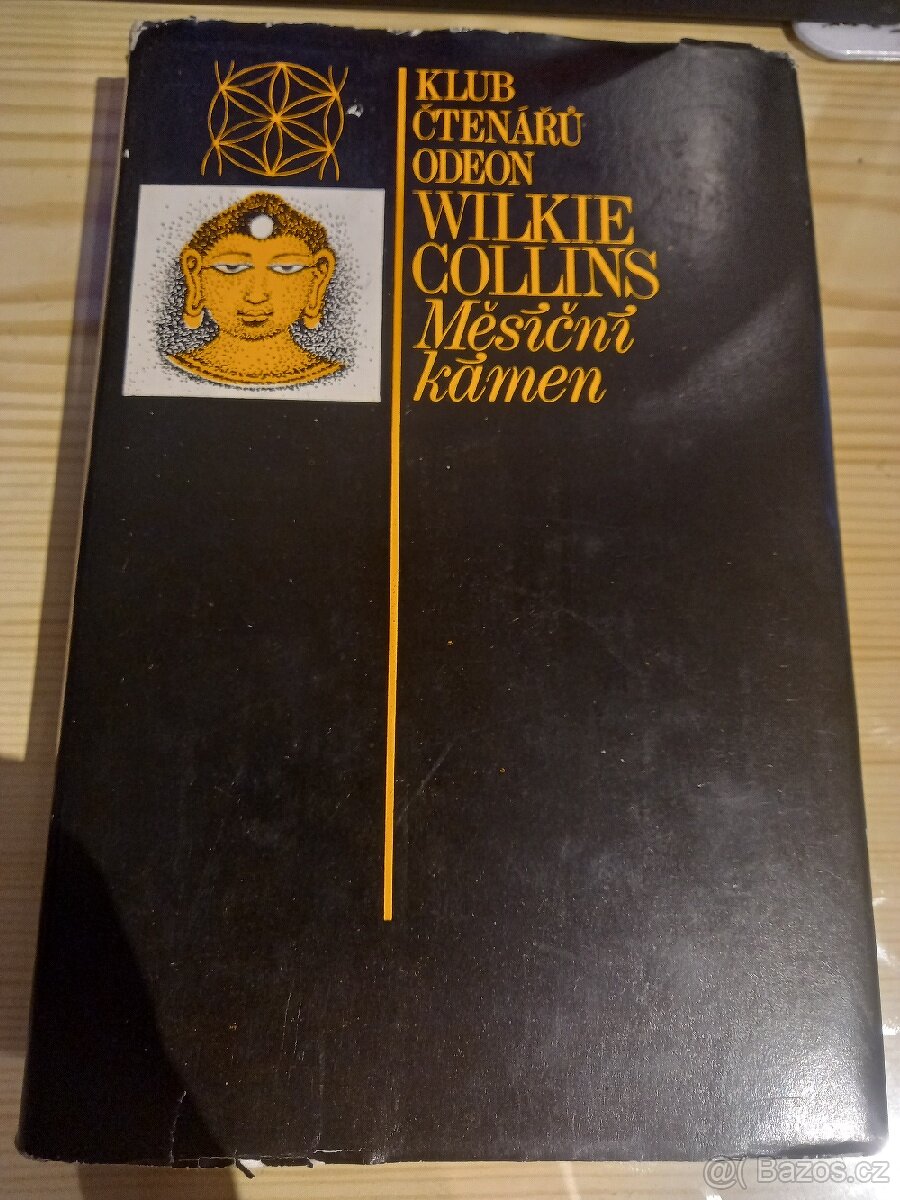 KLUB
ČTENÁŘŮ
ODEON
WILKIE
COLLINS
Měsíční
kámen
@( Bazos.cz